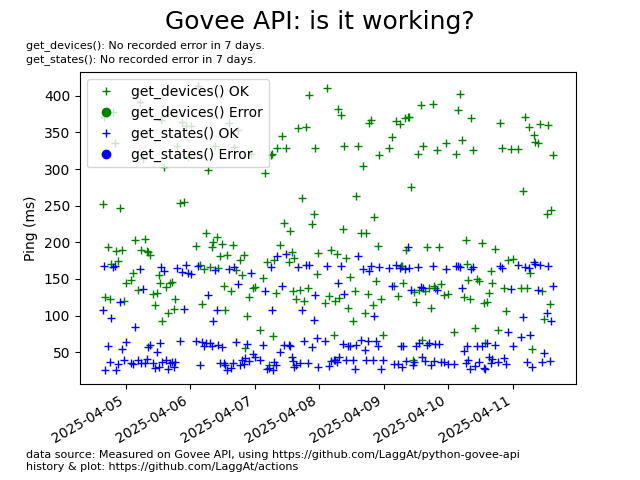 Govee API: is it working?
get_devices(): No recorded error in 7 days.
get_states(): No recorded error in 7 days.
get_devices() OK
get_devices() Error
get_states() OK
get_states() Error
Ping (ms)
400
350
300
250
200
150
100
50
2025-04-05
2025-04-06
2025-04-07
2025-04-08
2025-04-09
2025-04-10
2025-04-11
data source: Measured on Govee API, using https://github.com/LaggAt/python-govee-api
history & plot: https://github.com/LaggAt/actions